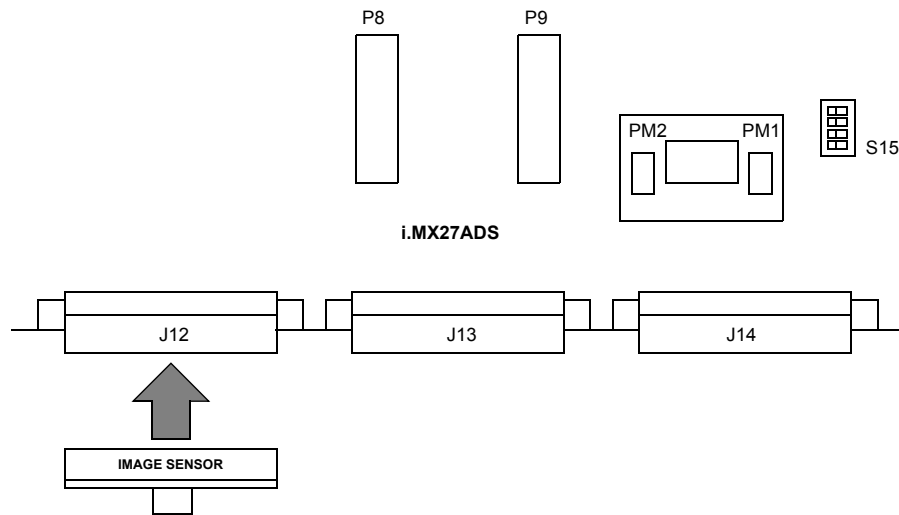 P8
P9
PM2
PM1
S15
i.MX27ADS
J12
J13
J14
IMAGE SENSOR